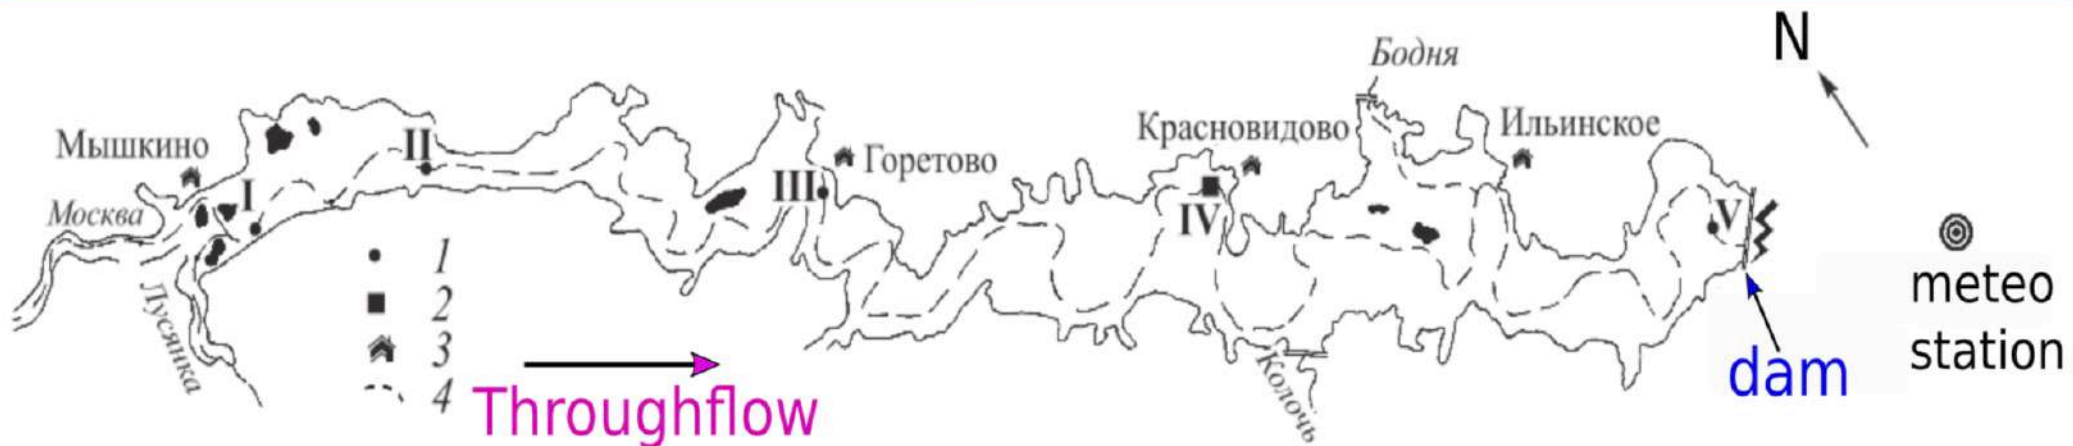 Бодня
N
Мышкино
II
Красновидово
Ильинское
I
III
Горетово
Москва
IV
V
1
Лусянка
2
meteo
station
3
4
Throughflow
Колочь
dam